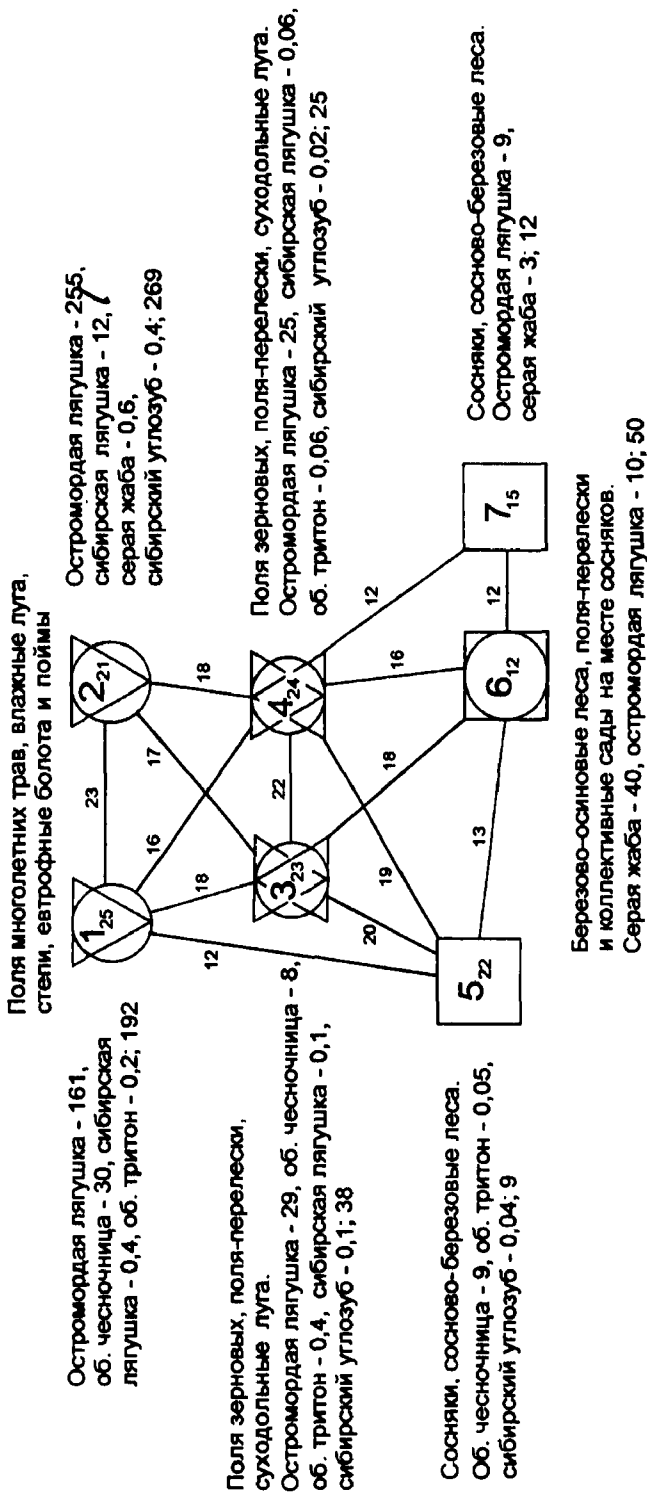 Поля многолетних трав, влажные луга,
степи, евтрофные болота и поймы
Остромордая лягушка - 161,
об. чесночница - 30, сибирская
лягушка - 0,4, об. тритон - 0,2; 192
1 25
23
2 21
Остромордая лягушка - 255,
сибирская лягушка - 12,
серая жаба - 0,6,
сибирский углозуб - 0,4; 269
12
18
16
17
18
Поля зерновых, поля-перелески,
суходольные луга.
Остромордая лягушка - 29, об. чесночница - 8,
об. тритон - 0,4, сибирская лягушка - 0,1,
сибирский углозуб - 0,1; 38
3 23
22
4 24
Поля зерновых, поля-перелески, суходольные луга.
Остромордая лягушка - 25, сибирская лягушка - 0,06,
об. тритон - 0,06, сибирский углозуб - 0,02; 25
20
19
18
16
12
Сосняки, сосново-березовые леса.
Об. чесночница - 9, об. тритон - 0,05,
сибирский углозуб - 0,04; 9
5 22
13
6 12
12
7 15
Сосняки, сосново-березовые леса.
Остромордая лягушка - 9,
серая жаба - 3; 12
Березово-осиновые леса, поля-перелески
и коллективные сады на месте сосняков.
Серая жаба - 40, остромордая лягушка - 10; 50